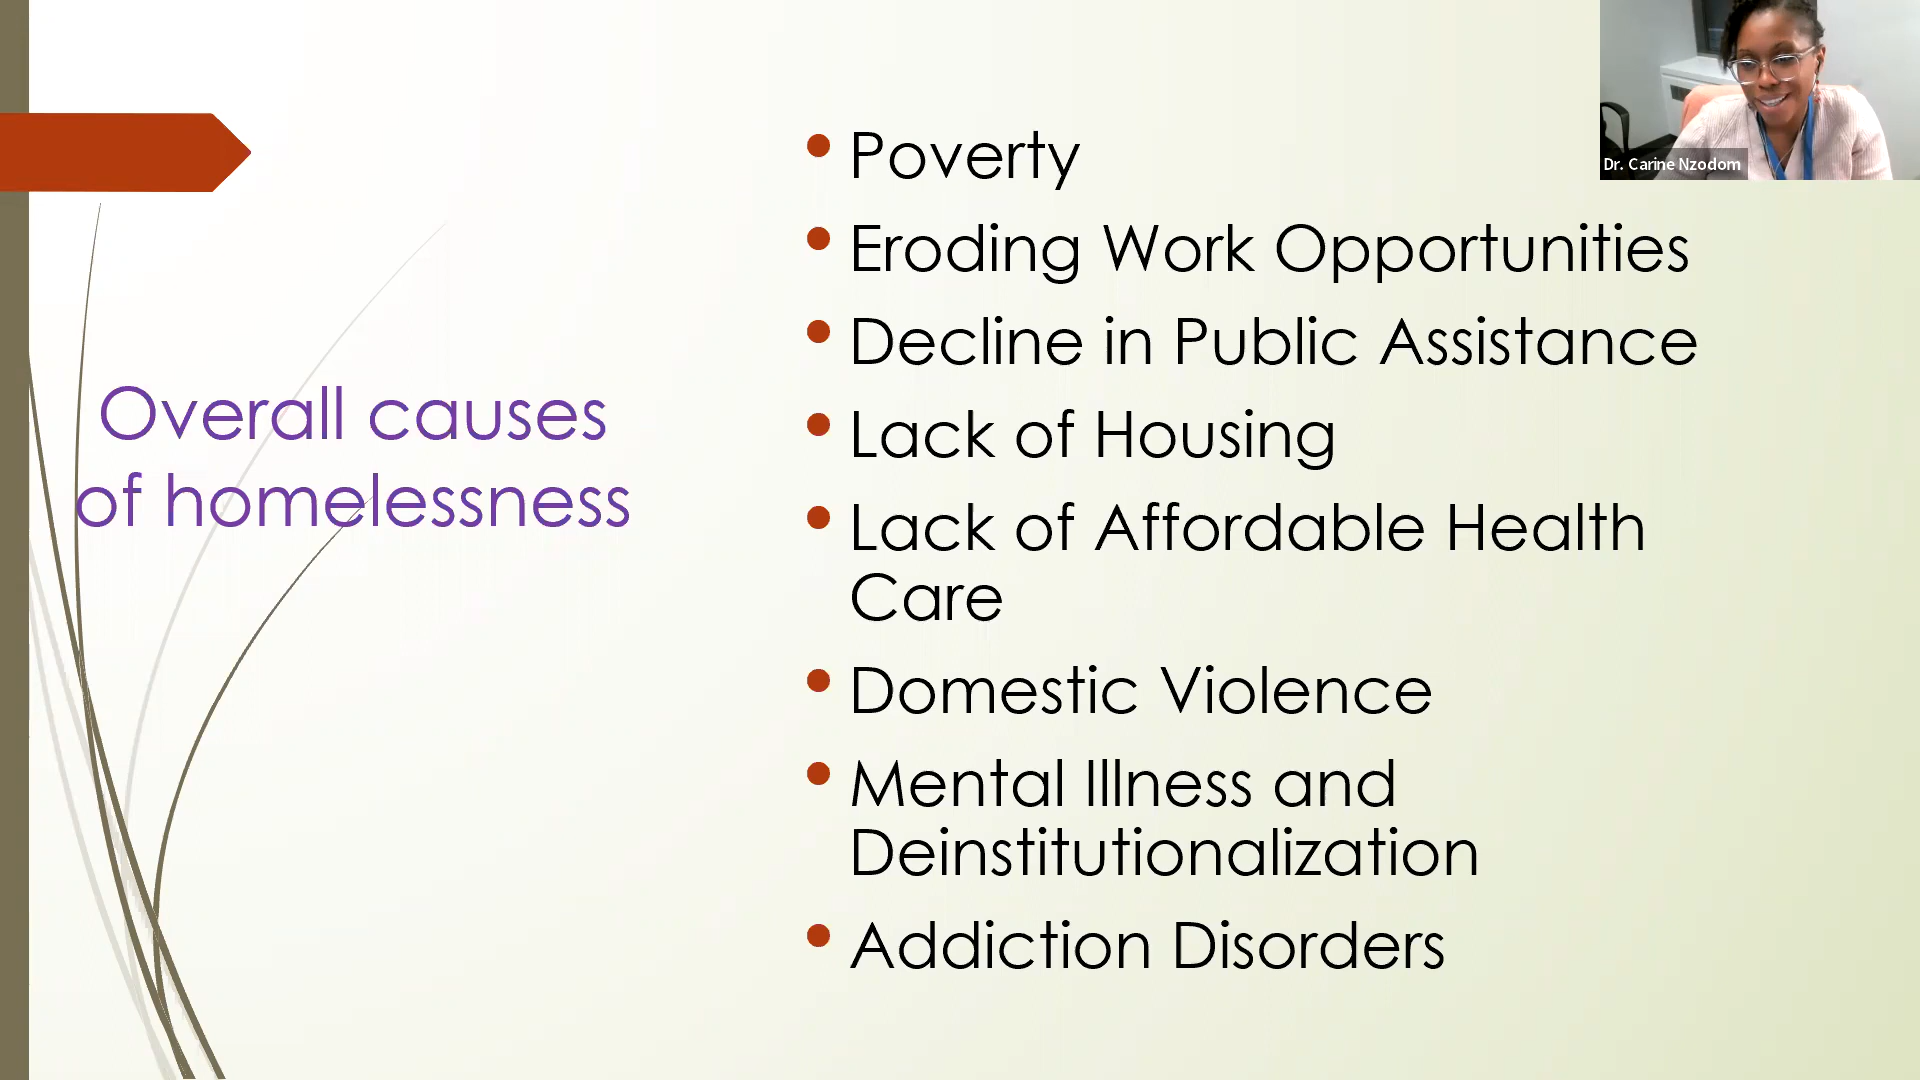 Overall causes
of homelessness
• Poverty
• Eroding Work Opportunities
• Decline in Public Assistance
• Lack of Housing
• Lack of Affordable Health
Care
• Domestic Violence
• Mental Illness and
Deinstitutionalization
• Addiction Disorders
Dr. Carine Nzodom